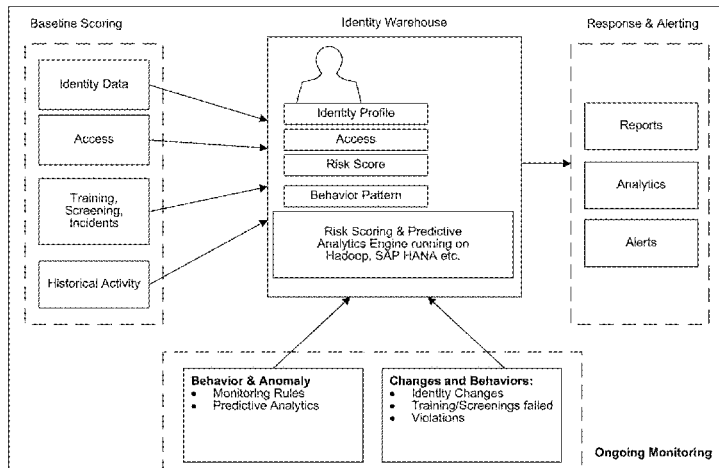 Baseline Scoring
Identity Warehouse
Response & Alerting
Identity Data
Access
Training,
Screening,
Incidents
Historical Activity
Identity Profile
Access
Risk Score
Behavior Pattern
Risk Scoring & Predictive
Analytics Engine running on
Hadoop, SAP HANA etc.
Reports
Analytics
Alerts
Behavior & Anomaly
• Monitoring Rules
• Predictive Analytics
Changes and Behaviors:
• Identity Changes
• Training/Screenings failed
• Violations
Ongoing Monitoring